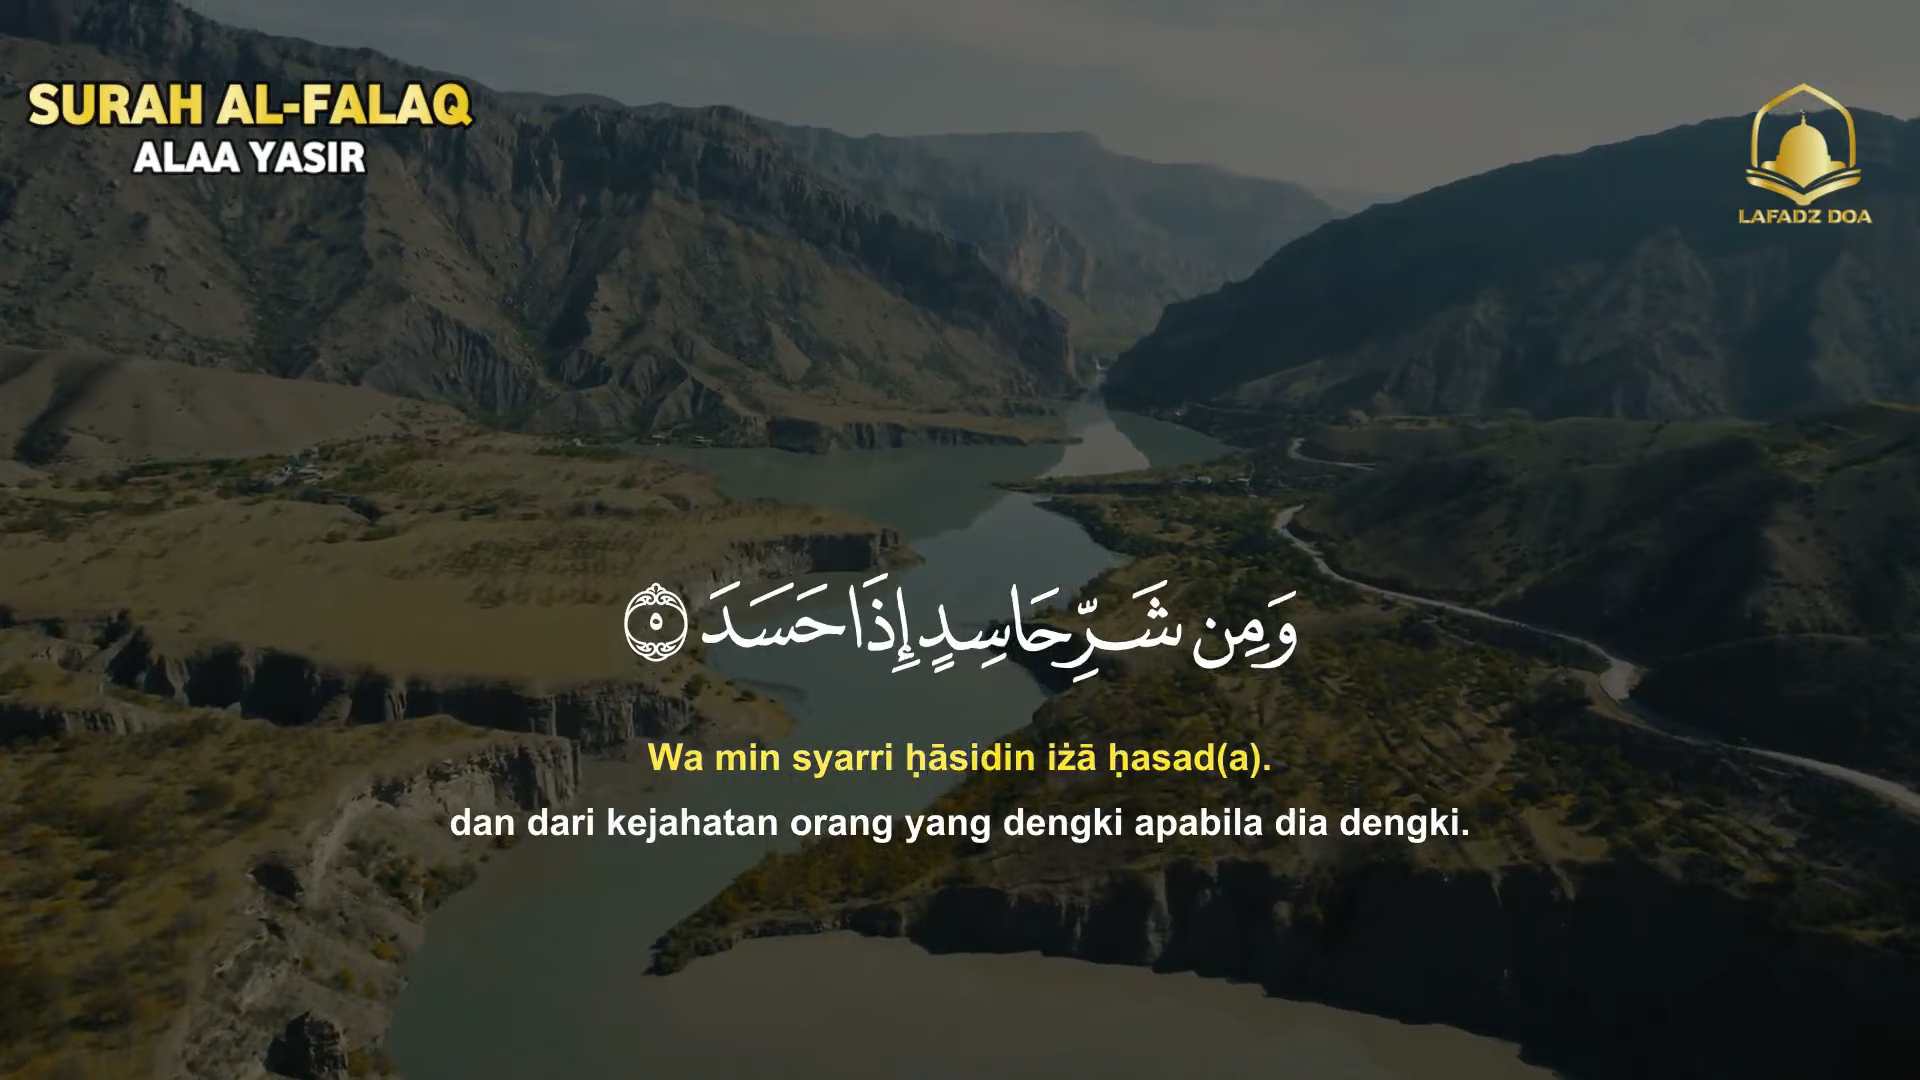 SURAH AL-FALAQ
ALAA YASIR
LAFADZ DOA
وَمِن شَرِّ حَاسِدٍ إِذَا حَسَدَ ٥
Wa min syarri ḥāsidin iżā ḥasad(a).
dan dari kejahatan orang yang dengki apabila dia dengki.